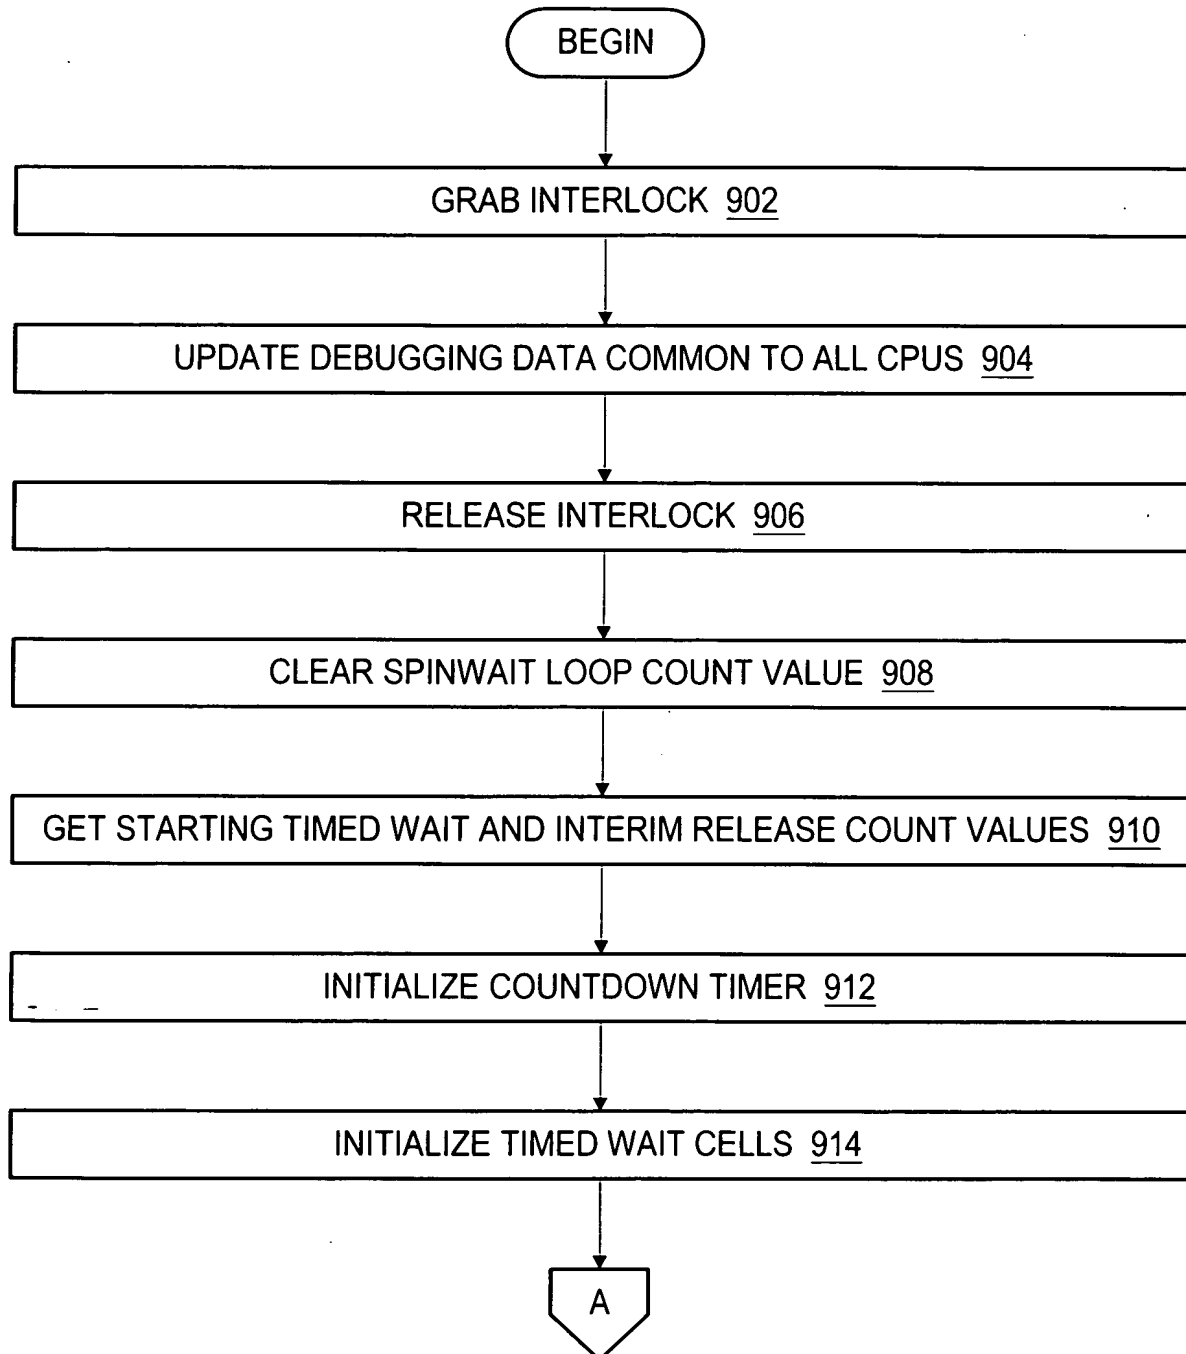 BEGIN
GRAB INTERLOCK 902
UPDATE DEBUGGING DATA COMMON TO ALL CPUS 904
RELEASE INTERLOCK 906
CLEAR SPINWAIT LOOP COUNT VALUE 908
GET STARTING TIMED WAIT AND INTERIM RELEASE COUNT VALUES 910
INITIALIZE COUNTDOWN TIMER 912
INITIALIZE TIMED WAIT CELLS 914
A